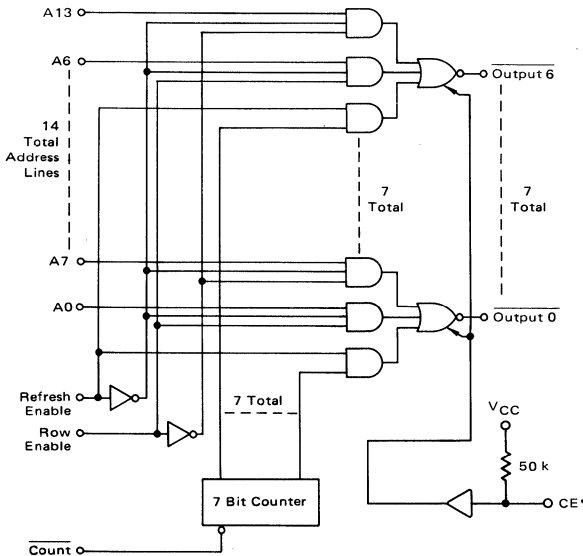 A13
A6
Output 6
14
Total
Address
Lines
7
Total
7
Total
A7
A0
Output 0
Refresh
Enable
Row
Enable
7 Total
VCC
50 k
7 Bit Counter
CE*
Count